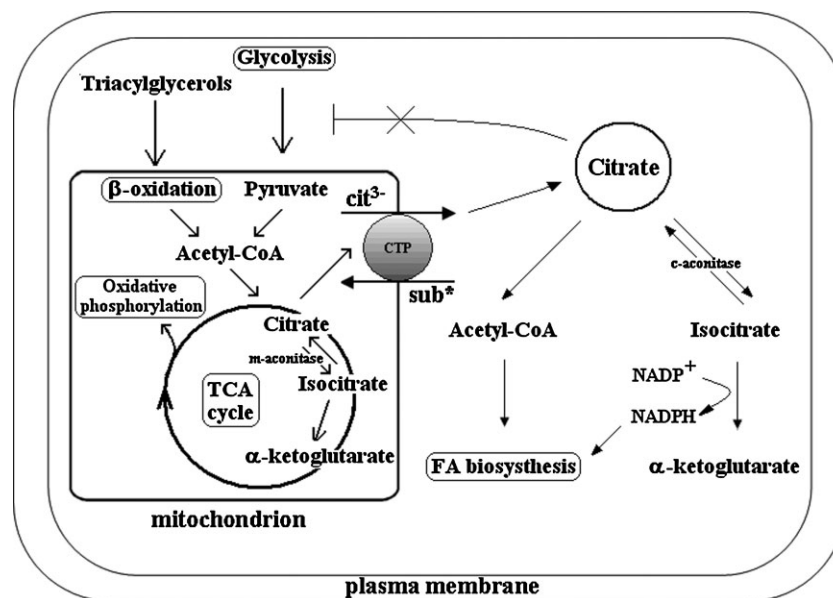 Glycolysis
Triacylglycerols
β-oxidation
Pyruvate
cit³⁻
Citrate
CTP
Acetyl-CoA
c-aconitase
Oxidative
phosphorylation
sub*
Citrate
Acetyl-CoA
Isocitrate
m-aconitase
Isocitrate
TCA
cycle
NADP⁺
NADPH
α-ketoglutarate
FA biosysthesis
α-ketoglutarate
mitochondrion
plasma membrane